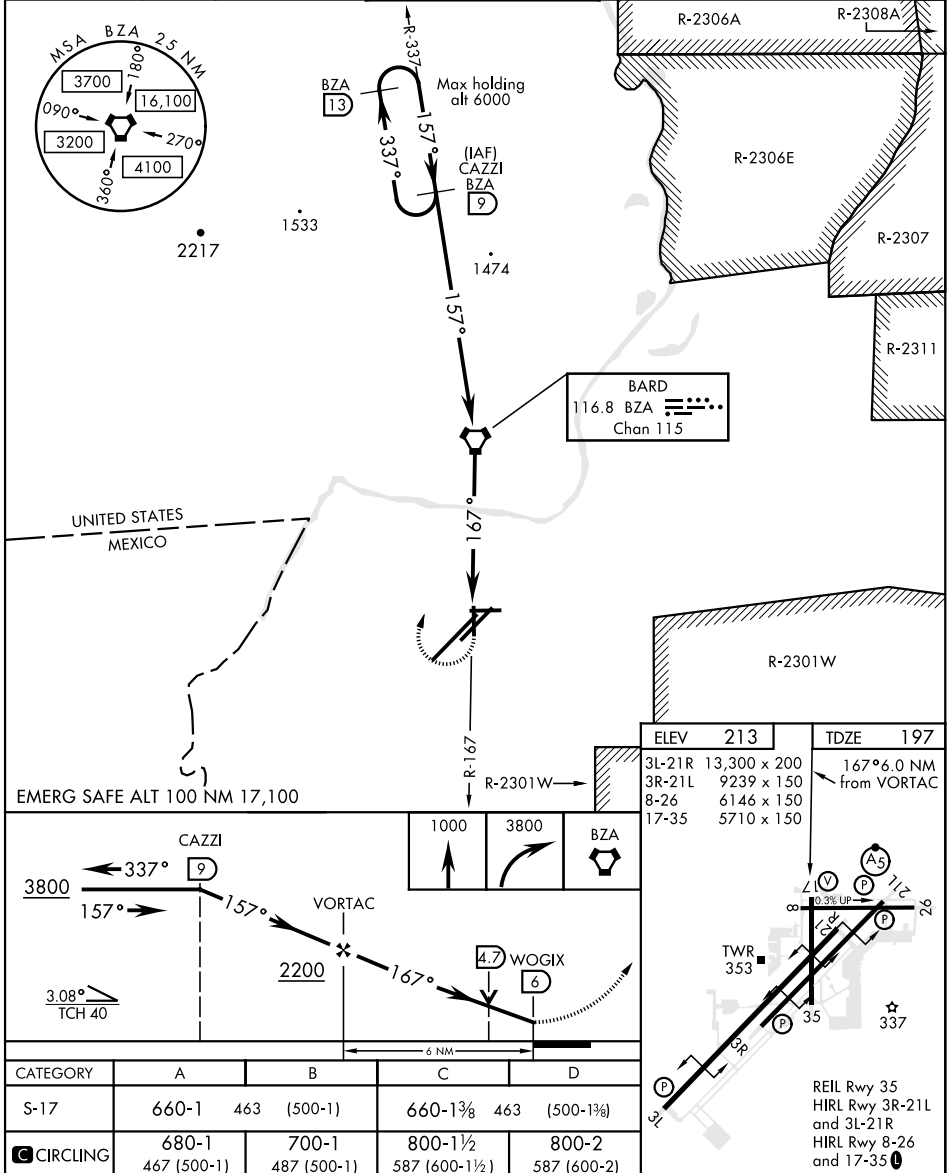 MSA BZA 25 NM
180°
3700
16,100
090°
270°
3200
4100
360°
R-337
BZA
13
Max holding
alt 6000
157°
337°
(IAF)
CAZZI
BZA
9
R-2306A
R-2308A
R-2306E
R-2307
R-2311
2217
1533
1474
157°
BARD
116.8 BZA
Chan 115
167°
UNITED STATES
MEXICO
R-2301W
R-167
R-2301W
EMERG SAFE ALT 100 NM 17,100
ELEV 213 TDZE 197
3L-21R 13,300 x 200
3R-21L 9239 x 150
8-26 6146 x 150
17-35 5710 x 150
167° 6.0 NM
from VORTAC
A5
V
P
17
21L
8
0.3% UP
26
21R
P
TWR
353
35
337
P
3R
P
3L
REIL Rwy 35
HIRL Rwy 3R-21L
and 3L-21R
HIRL Rwy 8-26
and 17-35 L
1000
3800
BZA
CAZZI
9
337°
3800
157°
157°
VORTAC
2200
167°
4.7
WOGIX
6
V
3.08°
TCH 40
6 NM
CATEGORY A B C D
S-17 660-1 463 (500-1) 660-1⅜ 463 (500-1⅜)
C CIRCLING 680-1 700-1 800-1½ 800-2
467 (500-1) 487 (500-1) 587 (600-1½) 587 (600-2)